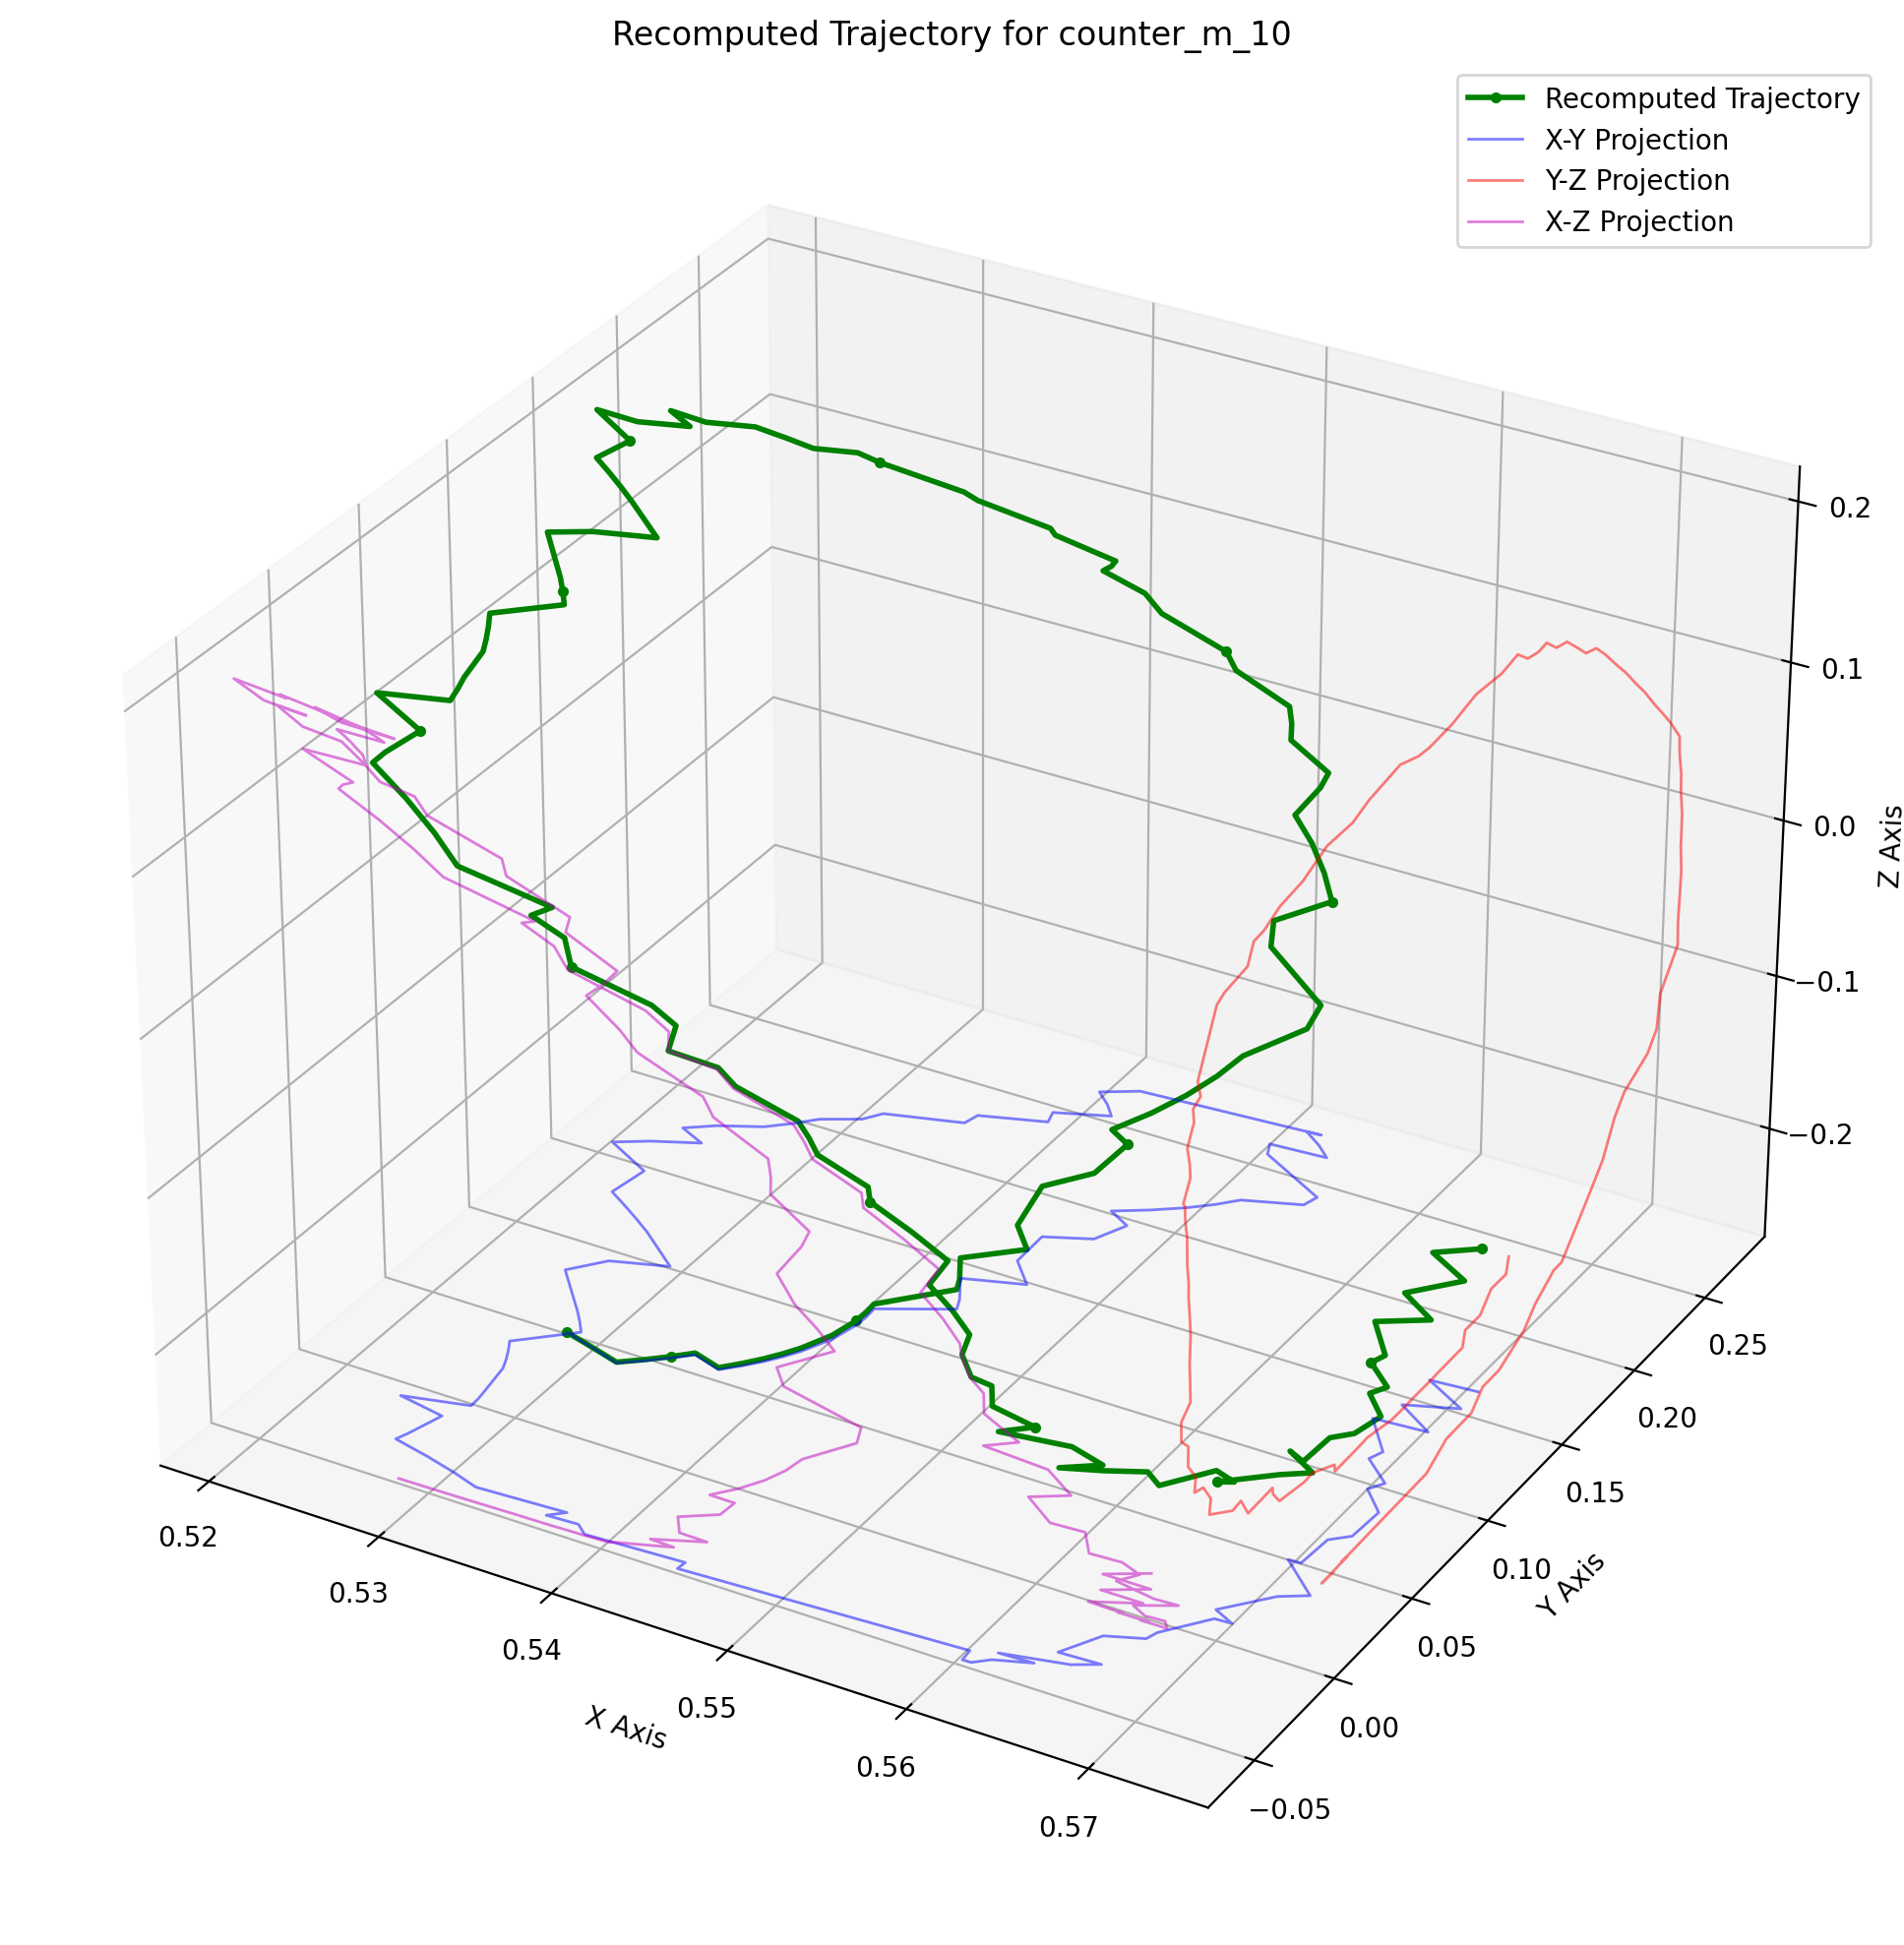 Recomputed Trajectory for counter_m_10
Recomputed Trajectory
X-Y Projection
Y-Z Projection
X-Z Projection
0.2
0.1
0.0
−0.1
−0.2
Z Axis
0.25
0.20
0.15
0.10
0.05
0.00
−0.05
Y Axis
0.52
0.53
0.54
0.55
0.56
0.57
X Axis